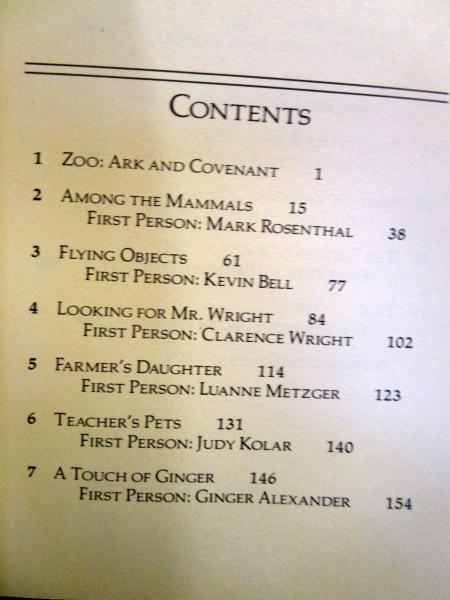 CONTENTS
1 ZOO: ARK AND COVENANT 1
2 AMONG THE MAMMALS 15
FIRST PERSON: MARK ROSENTHAL 38
3 FLYING OBJECTS 61
FIRST PERSON: KEVIN BELL 77
4 LOOKING FOR MR. WRIGHT 84
FIRST PERSON: CLARENCE WRIGHT 102
5 FARMER'S DAUGHTER 114
FIRST PERSON: LUANNE METZGER 123
6 TEACHER'S PETS 131
FIRST PERSON: JUDY KOLAR 140
7 A TOUCH OF GINGER 146
FIRST PERSON: GINGER ALEXANDER 154